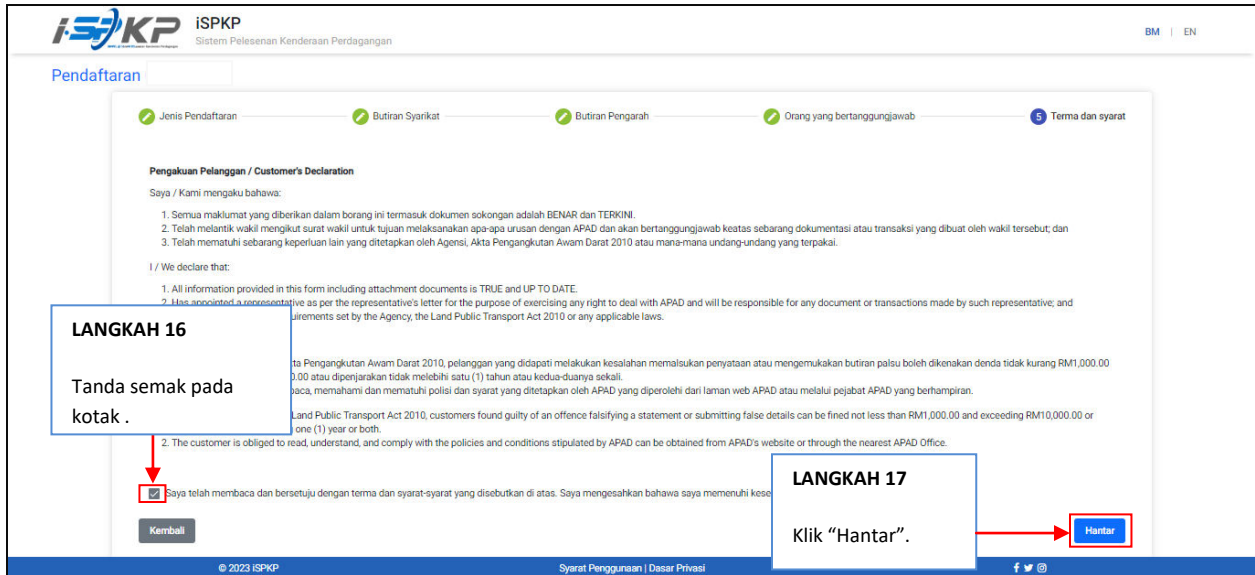 iSPKP
iSPKP
Sistem Pelesenan Kenderaan Perdagangan
BM | EN
Pendaftaran
Jenis Pendaftaran
Butiran Syarikat
Butiran Pengarah
Orang yang bertanggungjawab
5 Terma dan syarat
Pengakuan Pelanggan / Customer's Declaration
Saya / Kami mengaku bahawa:
1. Semua maklumat yang diberikan dalam borang ini termasuk dokumen sokongan adalah BENAR dan TERKINI.
2. Telah melantik wakil mengikut surat wakil untuk tujuan melaksanakan apa-apa urusan dengan APAD dan akan bertanggungjawab keatas sebarang dokumentasi atau transaksi yang dibuat oleh wakil tersebut; dan
3. Telah mematuhi sebarang keperluan lain yang ditetapkan oleh Agensi, Akta Pengangkutan Awam Darat 2010 atau mana-mana undang-undang yang terpakai.
I / We declare that:
1. All information provided in this form including attachment documents is TRUE and UP TO DATE.
2. Has appointed a representative as per the representative's letter for the purpose of exercising any right to deal with APAD and will be responsible for any document or transactions made by such representative; and
uirements set by the Agency, the Land Public Transport Act 2010 or any applicable laws.
LANGKAH 16
Tanda semak pada
kotak .
ta Pengangkutan Awam Darat 2010, pelanggan yang didapati melakukan kesalahan memalsukan penyataan atau mengemukakan butiran palsu boleh dikenakan denda tidak kurang RM1,000.00
0.00 atau dipenjarakan tidak melebihi satu (1) tahun atau kedua-duanya sekali.
baca, memahami dan mematuhi polisi dan syarat yang ditetapkan oleh APAD yang diperolehi dari laman web APAD atau melalui pejabat APAD yang berhampiran.
Land Public Transport Act 2010, customers found guilty of an offence falsifying a statement or submitting false details can be fined not less than RM1,000.00 and exceeding RM10,000.00 or
one (1) year or both.
2. The customer is obliged to read, understand, and comply with the policies and conditions stipulated by APAD can be obtained from APAD's website or through the nearest APAD Office.
Saya telah membaca dan bersetuju dengan terma dan syarat-syarat yang disebutkan di atas. Saya mengesahkan bahawa saya memenuhi kese
LANGKAH 17
Klik “Hantar”.
Kembali
Hantar
© 2023 iSPKP
Syarat Penggunaan | Dasar Privasi